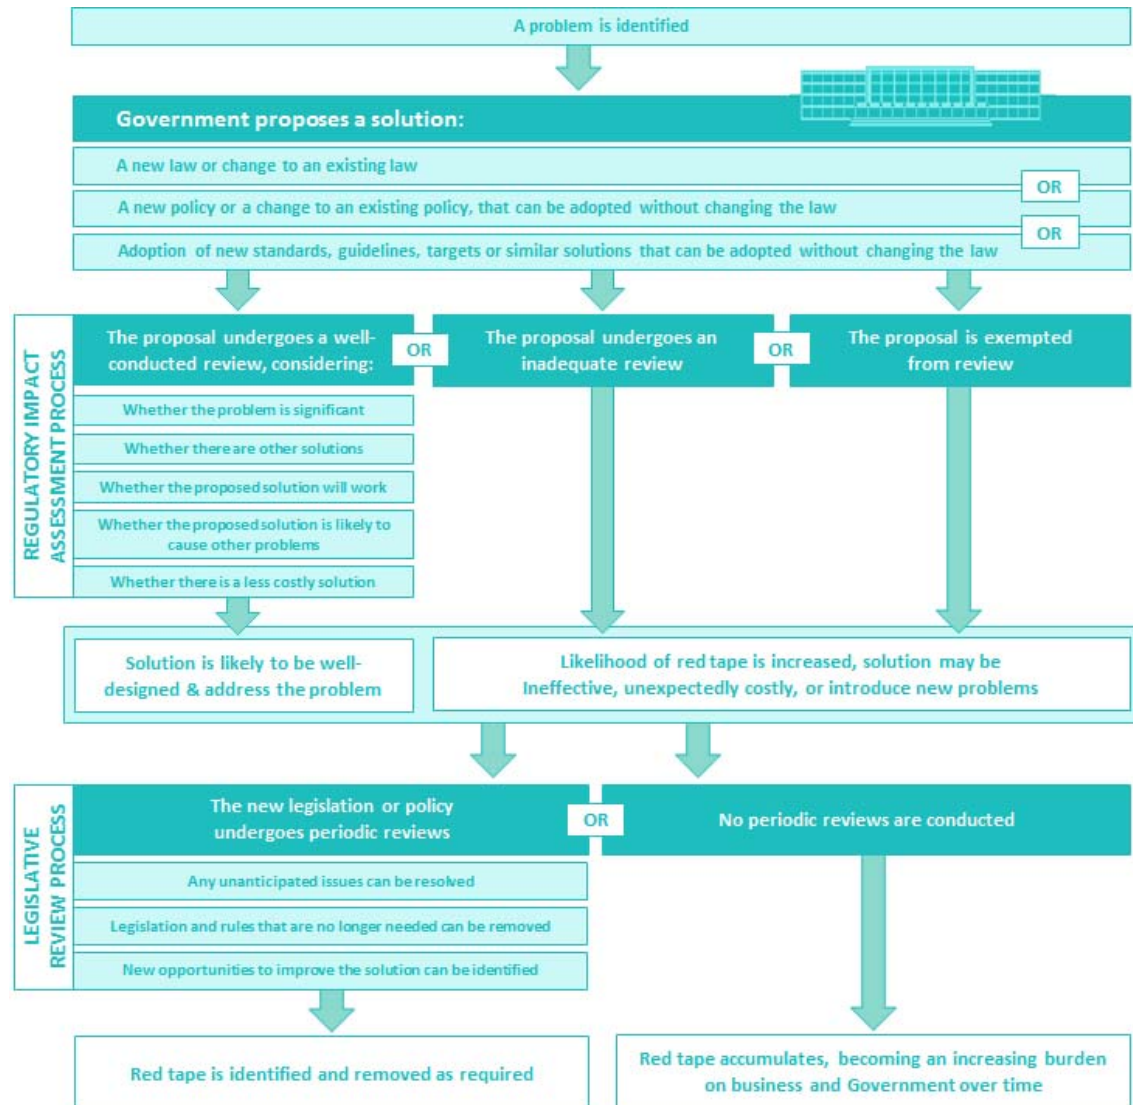 A problem is identified
Government proposes a solution:
A new law or change to an existing law
OR
A new policy or a change to an existing policy, that can be adopted without changing the law
OR
Adoption of new standards, guidelines, targets or similar solutions that can be adopted without changing the law
REGULATORY IMPACT
ASSESSMENT PROCESS
The proposal undergoes a well-
conducted review, considering:
OR
The proposal undergoes an
inadequate review
OR
The proposal is exempted
from review
Whether the problem is significant
Whether there are other solutions
Whether the proposed solution will work
Whether the proposed solution is likely to
cause other problems
Whether there is a less costly solution
Solution is likely to be well-
designed & address the problem
Likelihood of red tape is increased, solution may be
Ineffective, unexpectedly costly, or introduce new problems
LEGISLATIVE
REVIEW PROCESS
The new legislation or policy
undergoes periodic reviews
OR
No periodic reviews are conducted
Any unanticipated issues can be resolved
Legislation and rules that are no longer needed can be removed
New opportunities to improve the solution can be identified
Red tape is identified and removed as required
Red tape accumulates, becoming an increasing burden
on business and Government over time